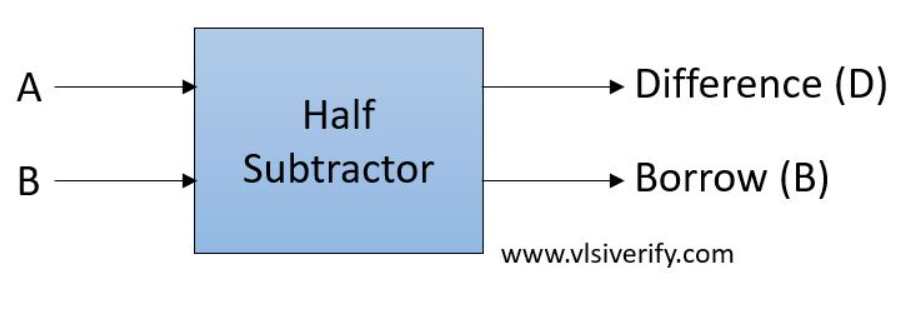 A
Half
Subtractor
Difference (D)
B
Borrow (B)
www.vlsiverify.com